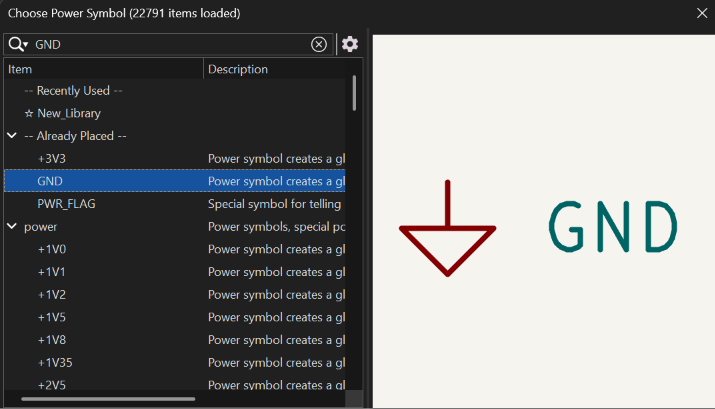 Choose Power Symbol (22791 items loaded)
GND
Item Description
-- Recently Used --
New_Library
-- Already Placed --
+3V3 Power symbol creates a gl
GND Power symbol creates a gl
PWR_FLAG Special symbol for telling
power Power symbols, special po
+1V0 Power symbol creates a gl
+1V1 Power symbol creates a gl
+1V2 Power symbol creates a gl
+1V5 Power symbol creates a gl
+1V8 Power symbol creates a gl
+1V35 Power symbol creates a gl
+2V5 Power symbol creates a gl
GND